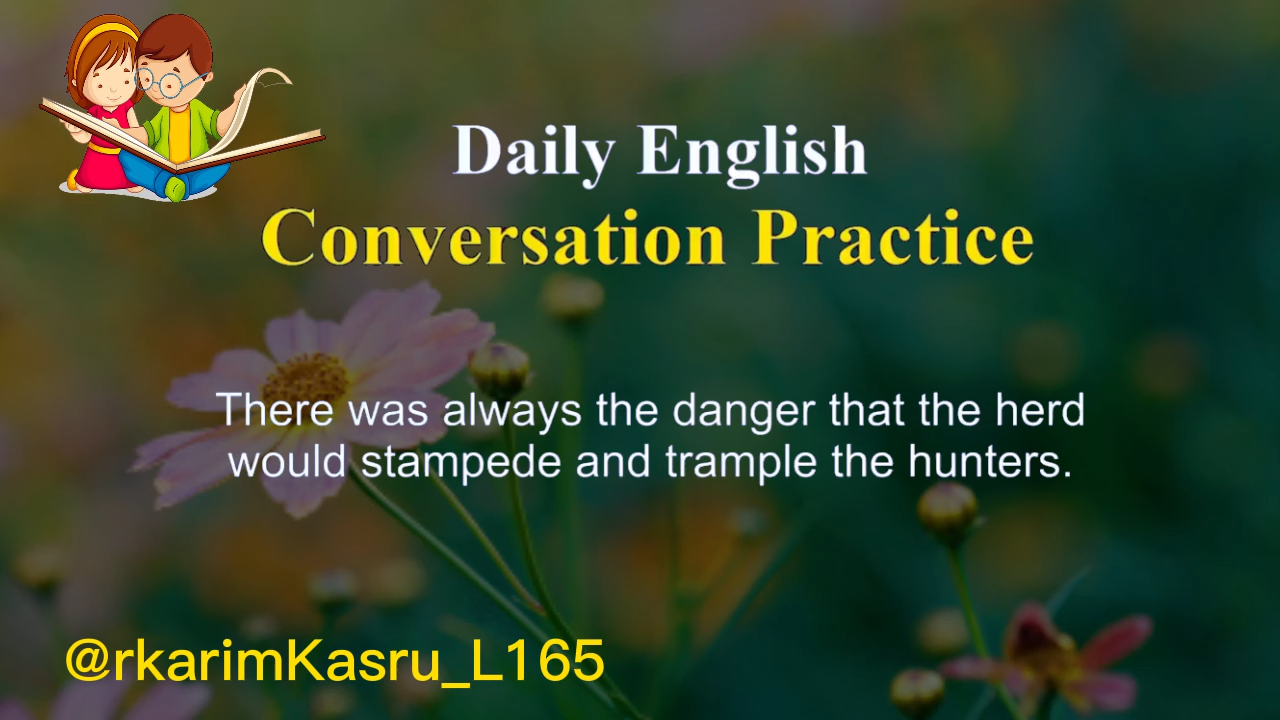 Daily English
Conversation Practice
There was always the danger that the herd
would stampede and trample the hunters.
@rkarimKasru_L165